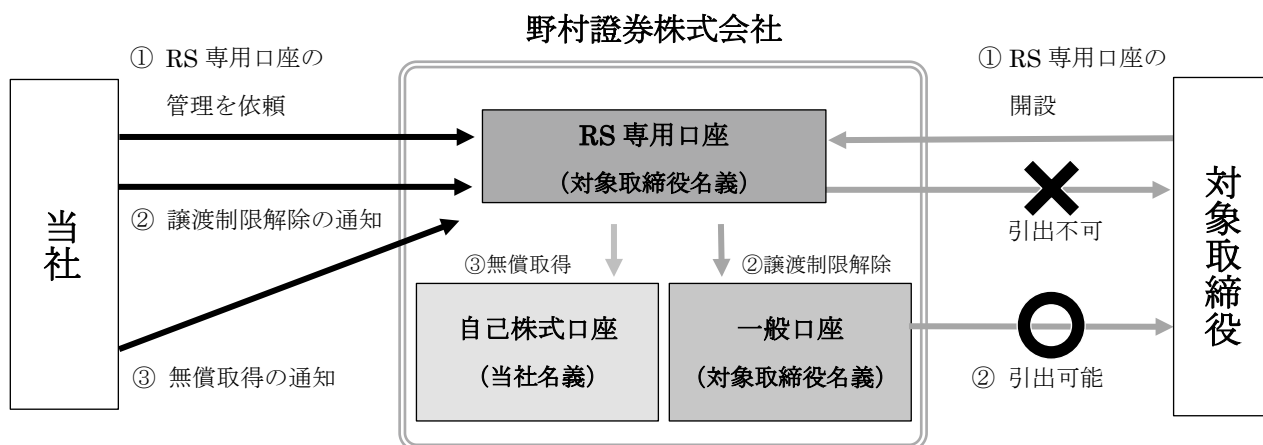 野村證券株式会社
① RS 専用口座の
管理を依頼
② 譲渡制限解除の通知
③ 無償取得の通知
当社
RS 専用口座
（対象取締役名義）
③無償取得
②譲渡制限解除
自己株式口座
（当社名義）
一般口座
（対象取締役名義）
① RS 専用口座の
開設
引出不可
② 引出可能
対象取締役